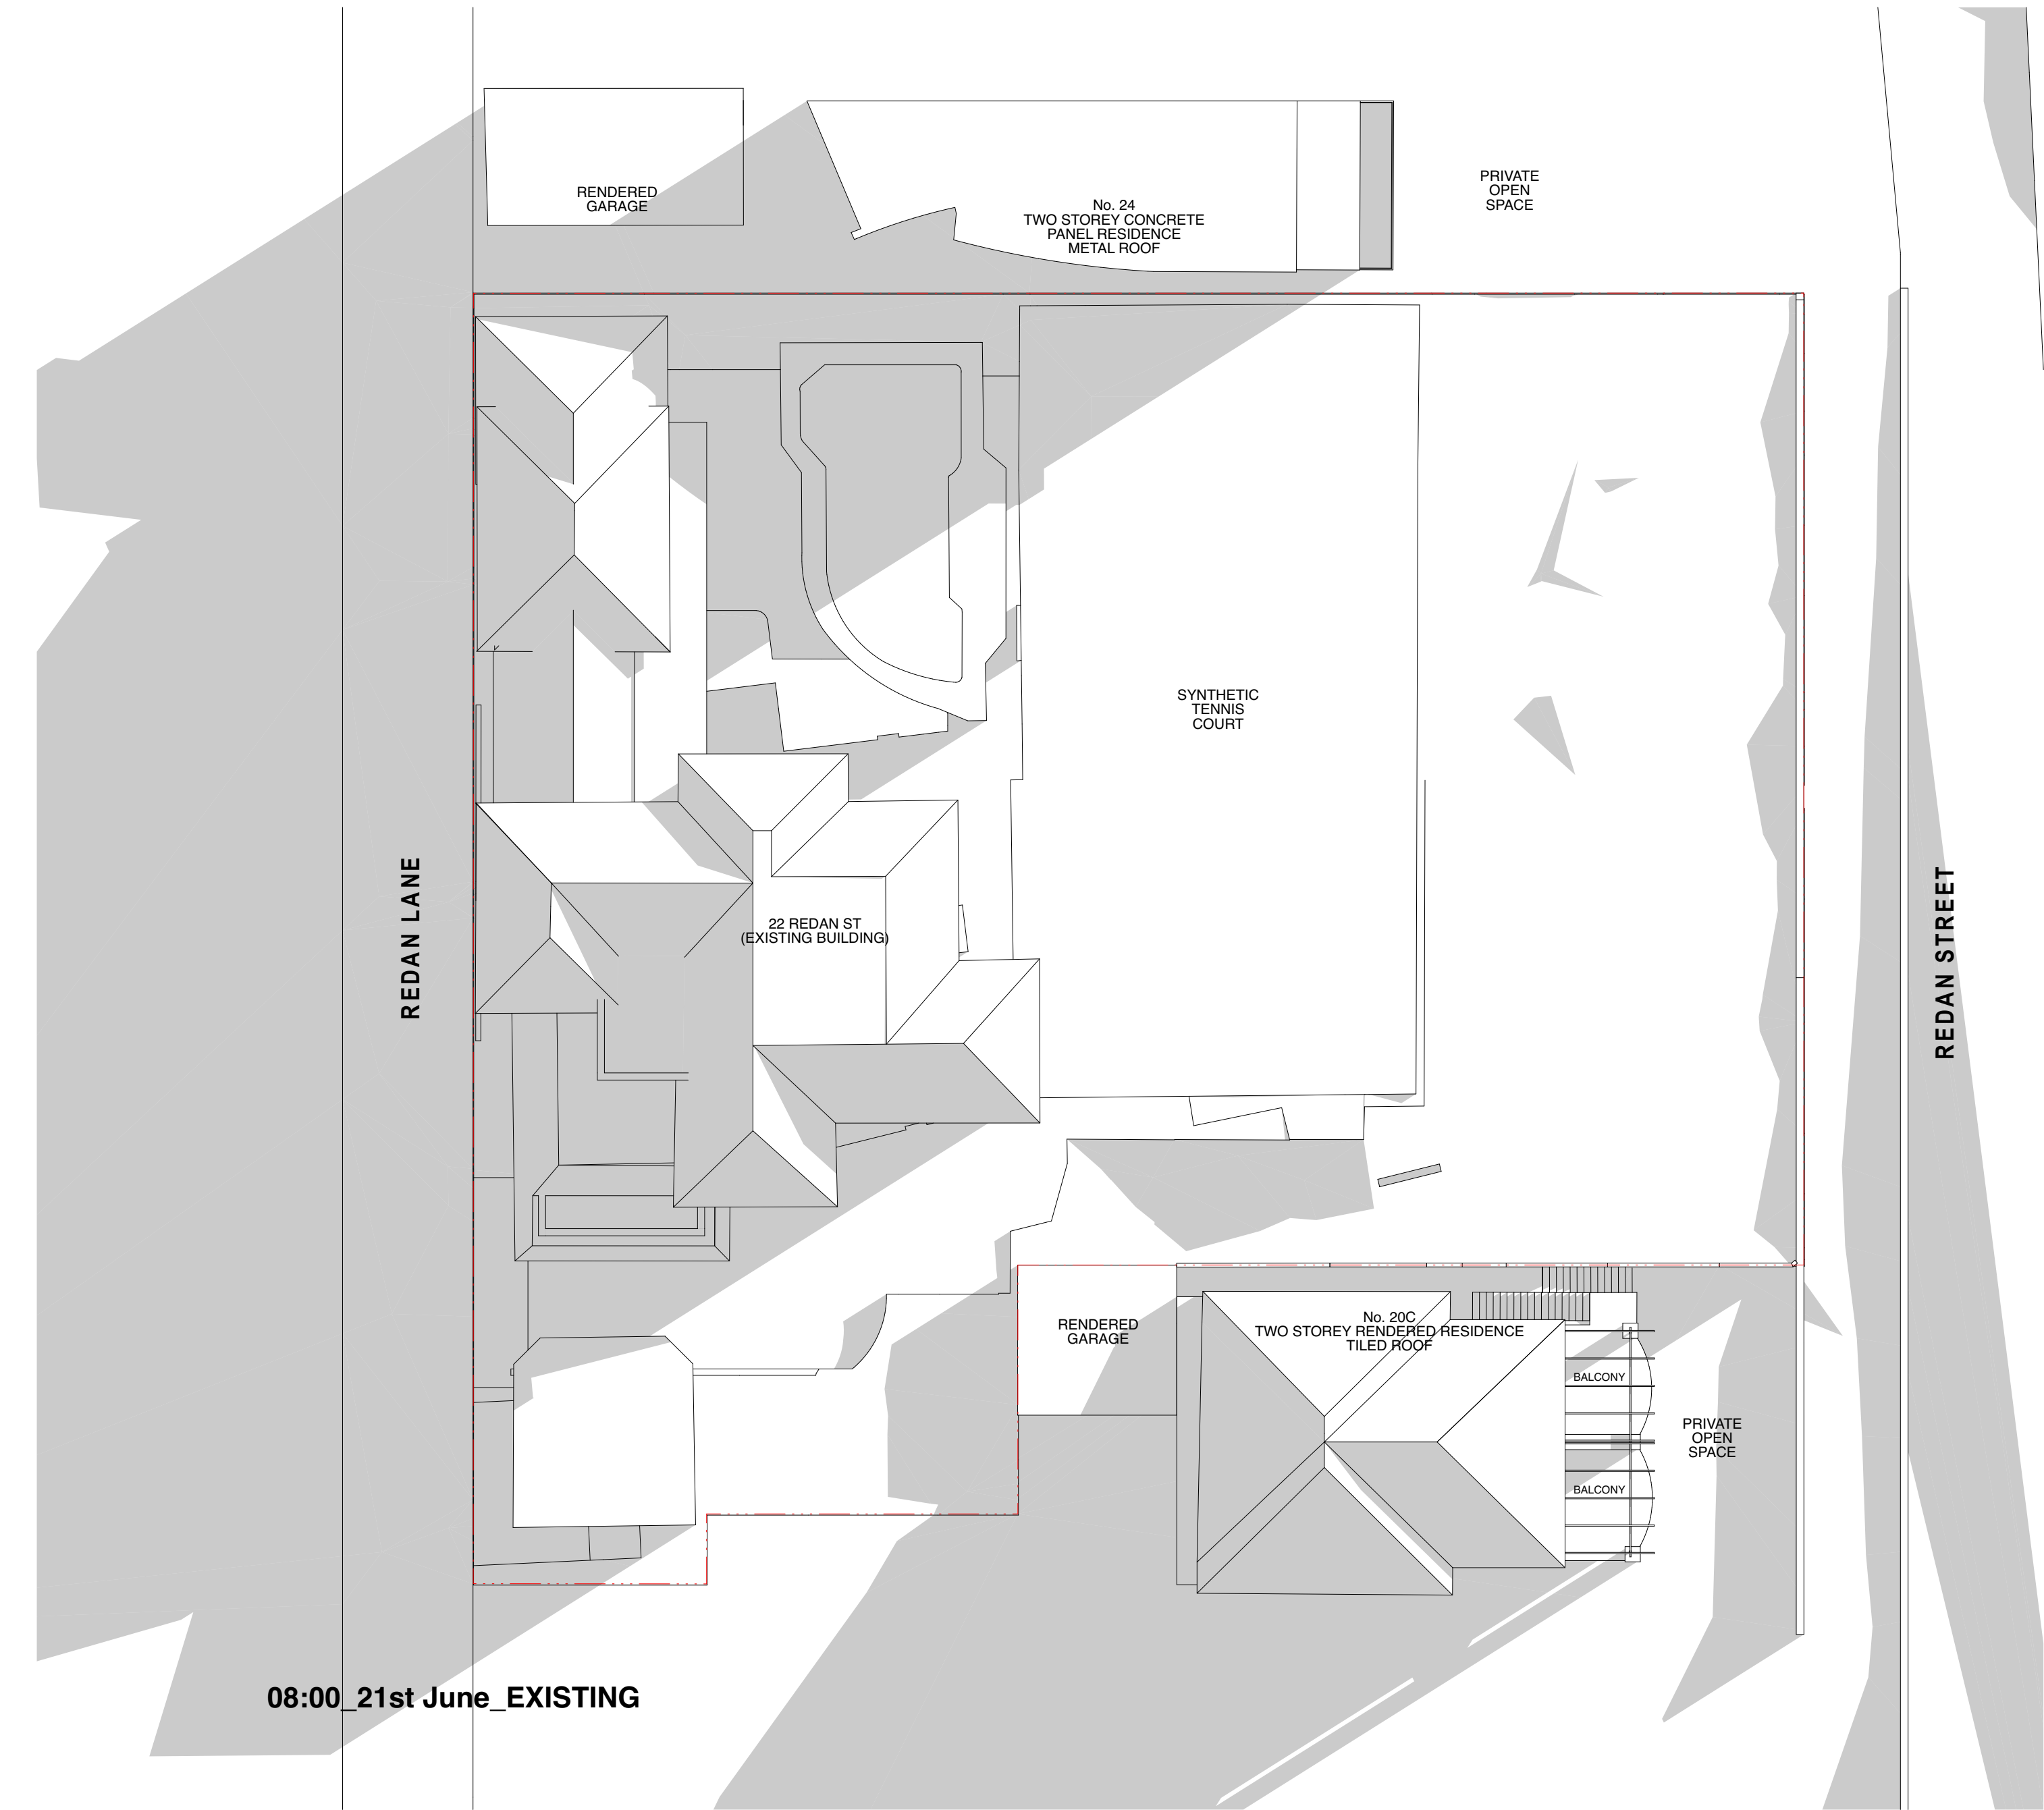 RENDERED
GARAGE
No. 24
TWO STOREY CONCRETE
PANEL RESIDENCE
METAL ROOF
PRIVATE
OPEN
SPACE
SYNTHETIC
TENNIS
COURT
REDAN LANE
22 REDAN ST
(EXISTING BUILDING)
REDAN STREET
RENDERED
GARAGE
No. 20C
TWO STOREY RENDERED RESIDENCE
TILED ROOF
BALCONY
PRIVATE
OPEN
SPACE
BALCONY
08:00_21st June_EXISTING